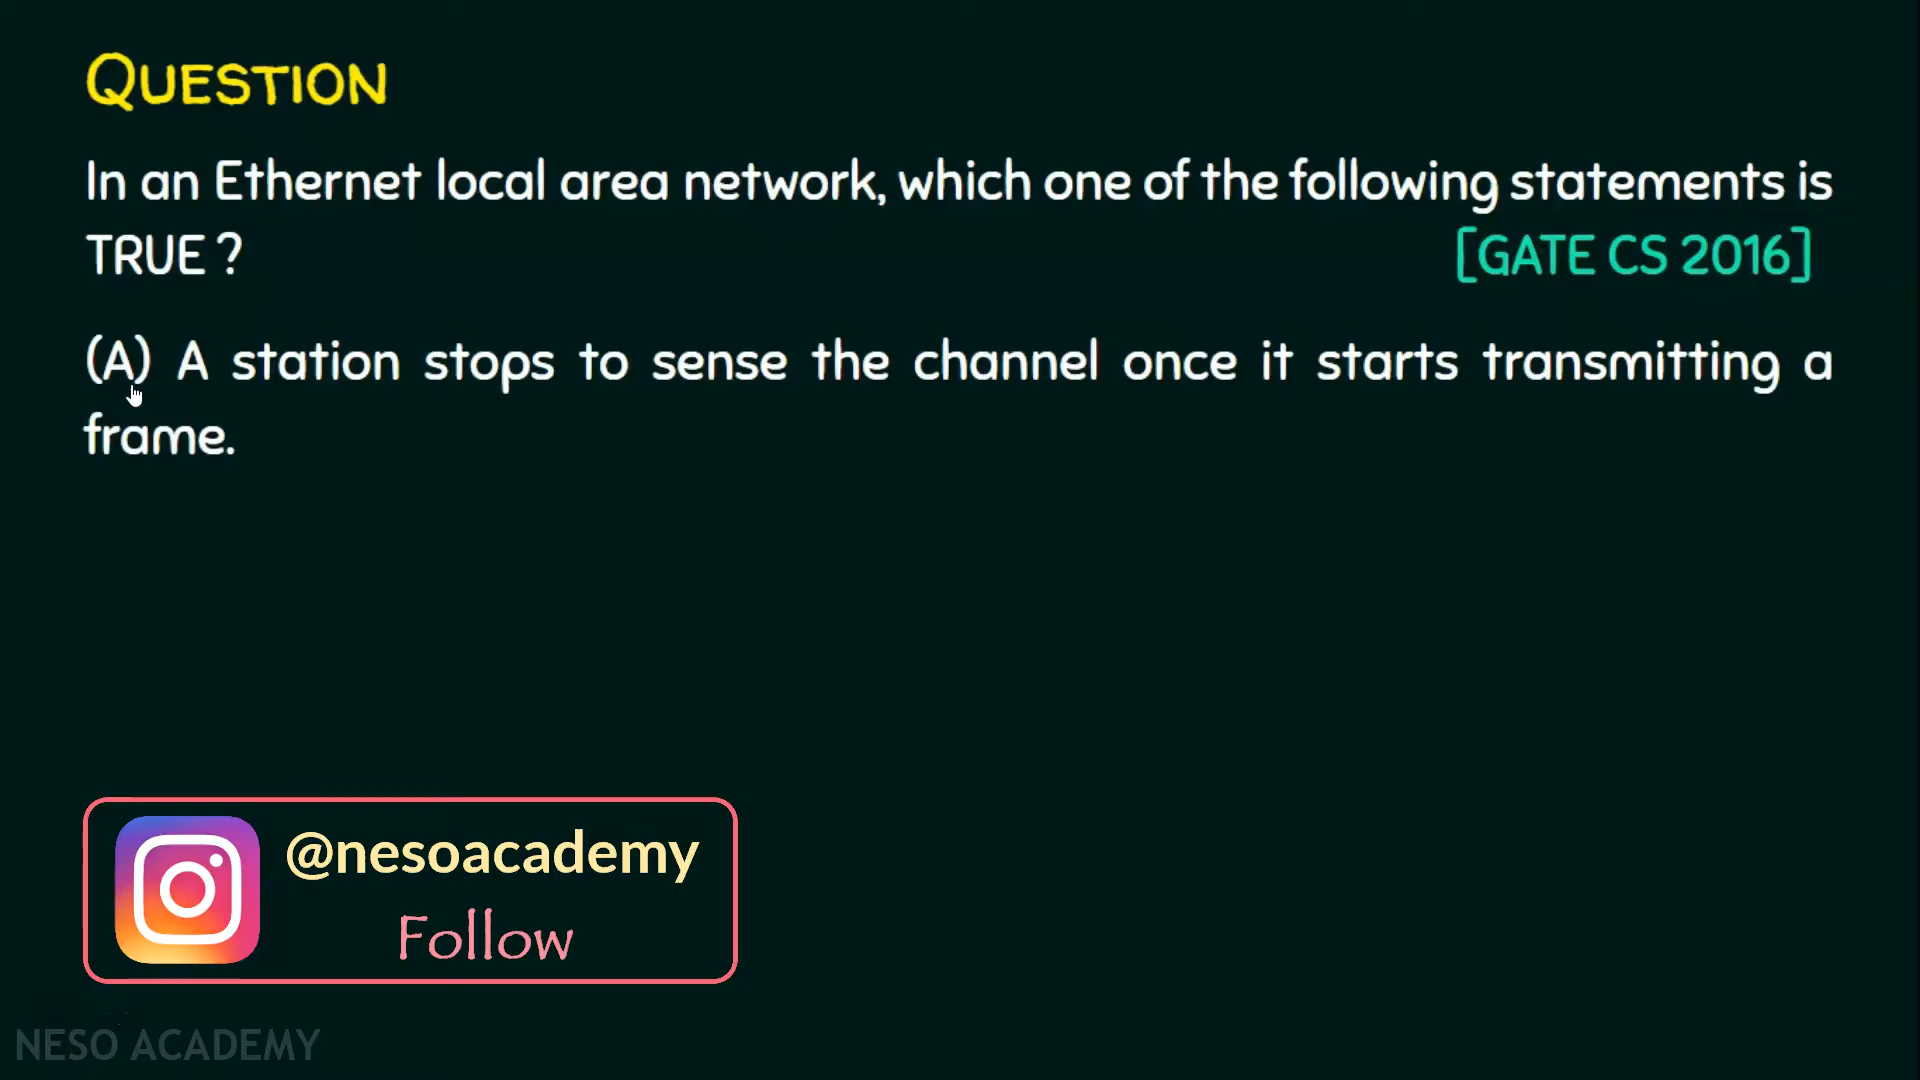 QUESTION
In an Ethernet local area network, which one of the following statements is
TRUE ? [GATE CS 2016]
(A) A station stops to sense the channel once it starts transmitting a
frame.
@nesoacademy
Follow
NESO ACADEMY